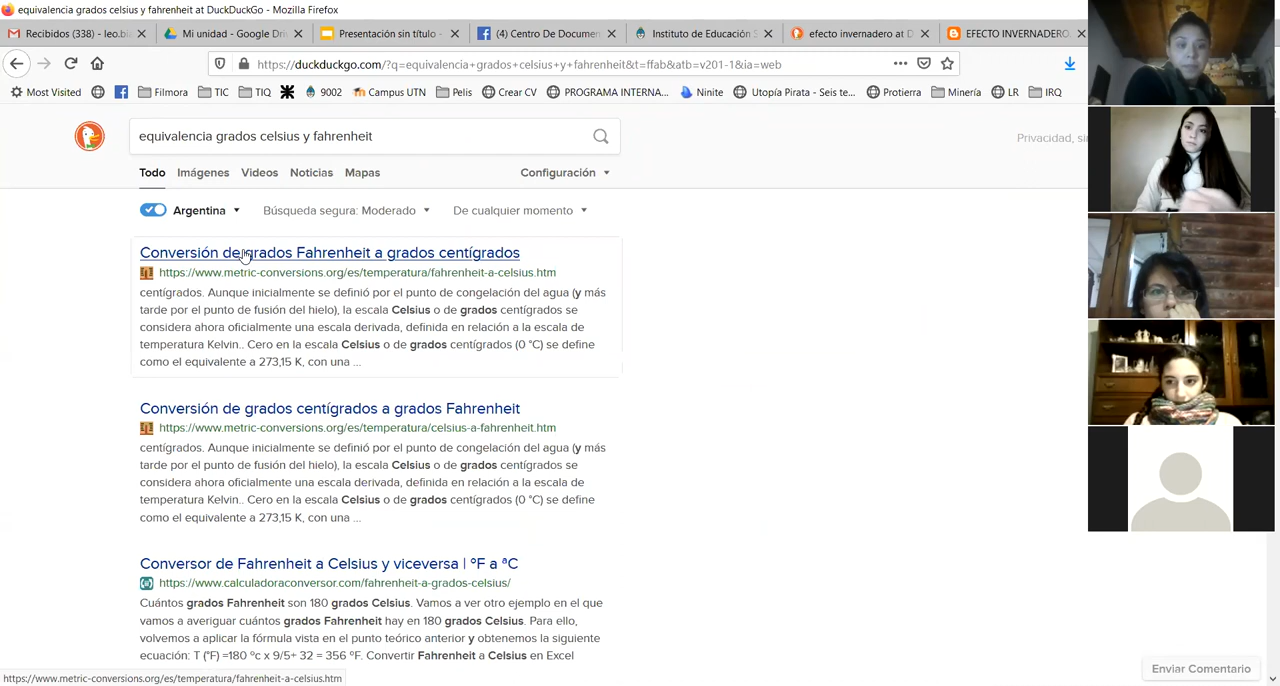 equivalencia grados celsius y fahrenheit at DuckDuckGo - Mozilla Firefox
Recibidos (338) - leo.bi
Mi unidad - Google Dri
Presentación sin título -
(4) Centro De Documen
Instituto de Educación S
efecto invernadero at D
EFECTO INVERNADERO.
https://duckduckgo.com/?q=equivalencia+grados+celsius+y+fahrenheit&t=ffab&atb=v201-1&ia=web
Most Visited
Filmora
TIC
TIQ
9002
Campus UTN
Pelis
Crear CV
PROGRAMA INTERNA...
Ninite
Utopía Pirata - Seis te...
Protierra
Minería
LR
IRQ
equivalencia grados celsius y fahrenheit
Privacidad, si
Todo Imágenes Videos Noticias Mapas
Configuración
Argentina
Búsqueda segura: Moderado
De cualquier momento
Conversión de grados Fahrenheit a grados centígrados
https://www.metric-conversions.org/es/temperatura/fahrenheit-a-celsius.htm
centígrados. Aunque inicialmente se definió por el punto de congelación del agua (y más
tarde por el punto de fusión del hielo), la escala Celsius o de grados centígrados se
considera ahora oficialmente una escala derivada, definida en relación a la escala de
temperatura Kelvin.. Cero en la escala Celsius o de grados centígrados (0 °C) se define
como el equivalente a 273,15 K, con una ...
Conversión de grados centígrados a grados Fahrenheit
https://www.metric-conversions.org/es/temperatura/celsius-a-fahrenheit.htm
centígrados. Aunque inicialmente se definió por el punto de congelación del agua (y más
tarde por el punto de fusión del hielo), la escala Celsius o de grados centígrados se
considera ahora oficialmente una escala derivada, definida en relación a la escala de
temperatura Kelvin.. Cero en la escala Celsius o de grados centígrados (0 °C) se define
como el equivalente a 273,15 K, con una ...
Conversor de Fahrenheit a Celsius y viceversa | ºF a ªC
https://www.calculadoraconversor.com/fahrenheit-a-grados-celsius/
Cuántos grados Fahrenheit son 180 grados Celsius. Vamos a ver otro ejemplo en el que
vamos a averiguar cuántos grados Fahrenheit hay en 180 grados Celsius. Para ello,
volvemos a aplicar la fórmula vista en el punto teórico anterior y obtenemos la siguiente
ecuación: T (°F) =180 ºc x 9/5+ 32 = 356 ºF. Convertir Fahrenheit a Celsius en Excel
Enviar Comentario
https://www.metric-conversions.org/es/temperatura/fahrenheit-a-celsius.htm